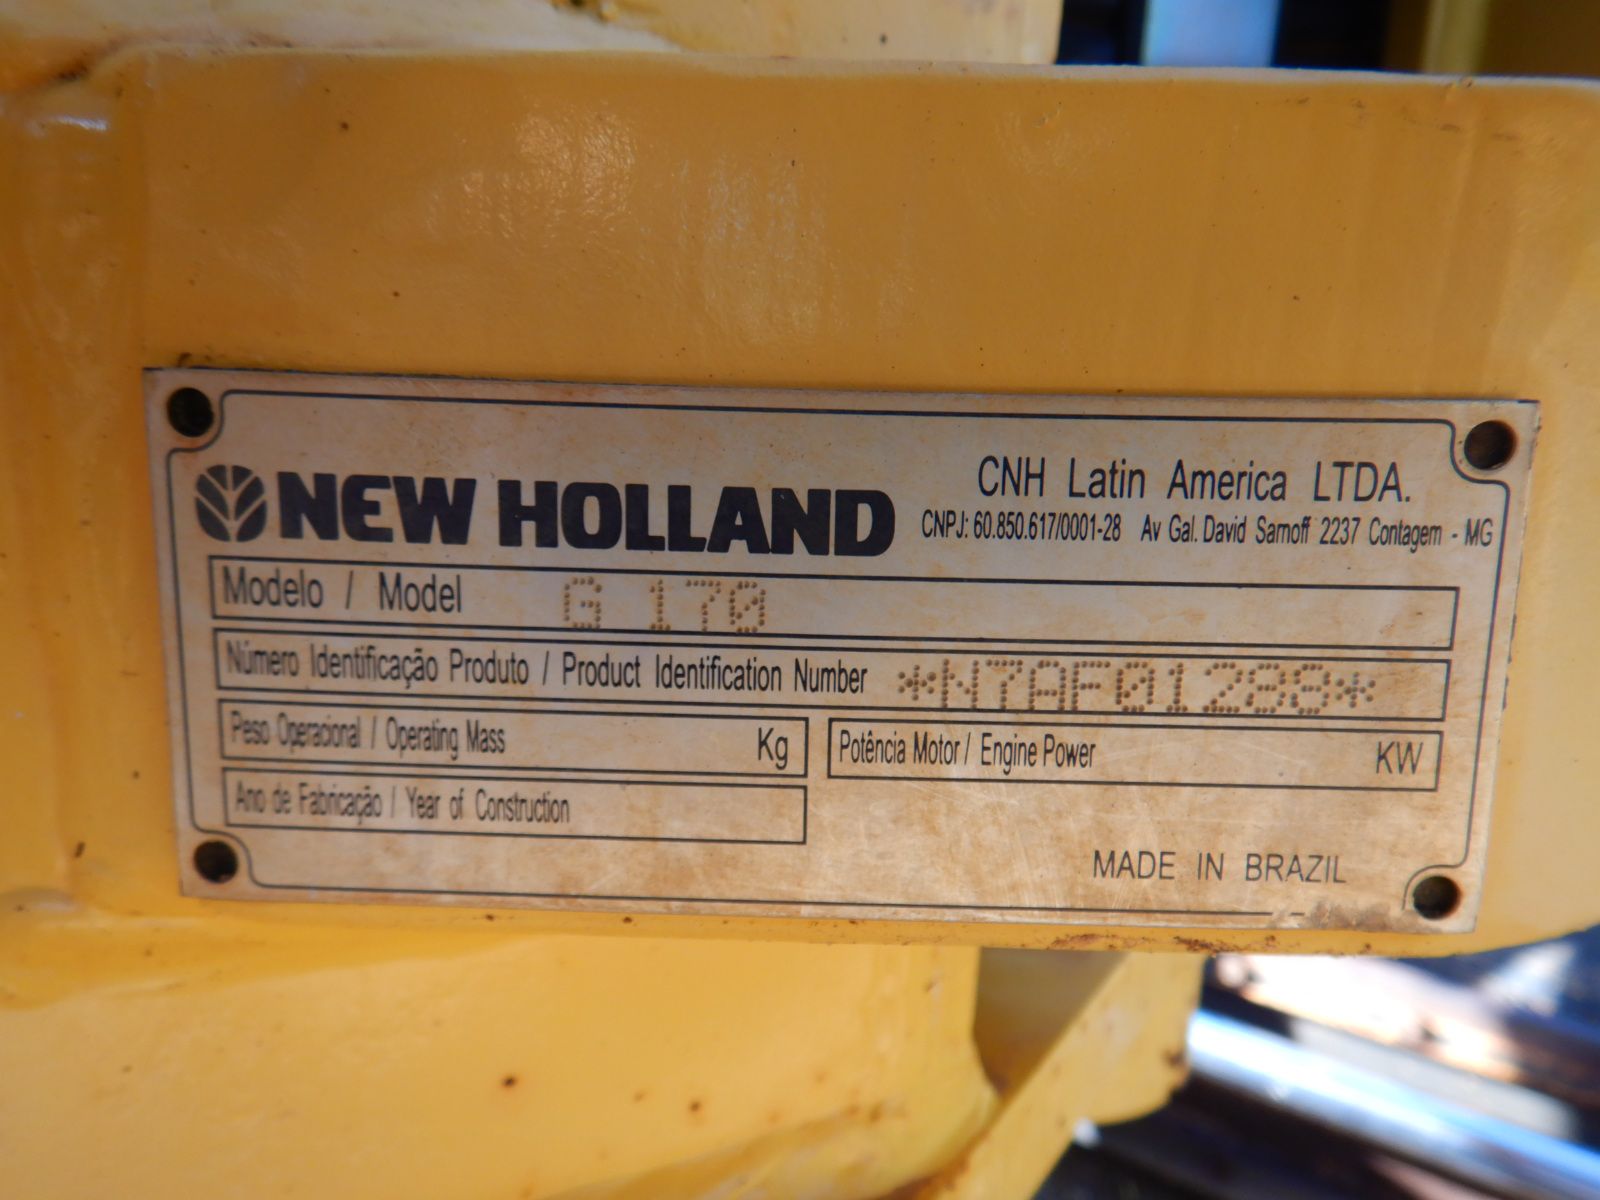 NEW HOLLAND
CNH Latin America LTDA.
CNPJ: 60.850.617/0001-28 Av Gal. David Sarnoff 2237 Contagem - MG
Modelo / Model G 170
Número Identificação Produto / Product Identification Number *N7AF01288*
Peso Operacional / Operating Mass Kg
Potência Motor / Engine Power KW
Ano de Fabricação / Year of Construction
MADE IN BRAZIL